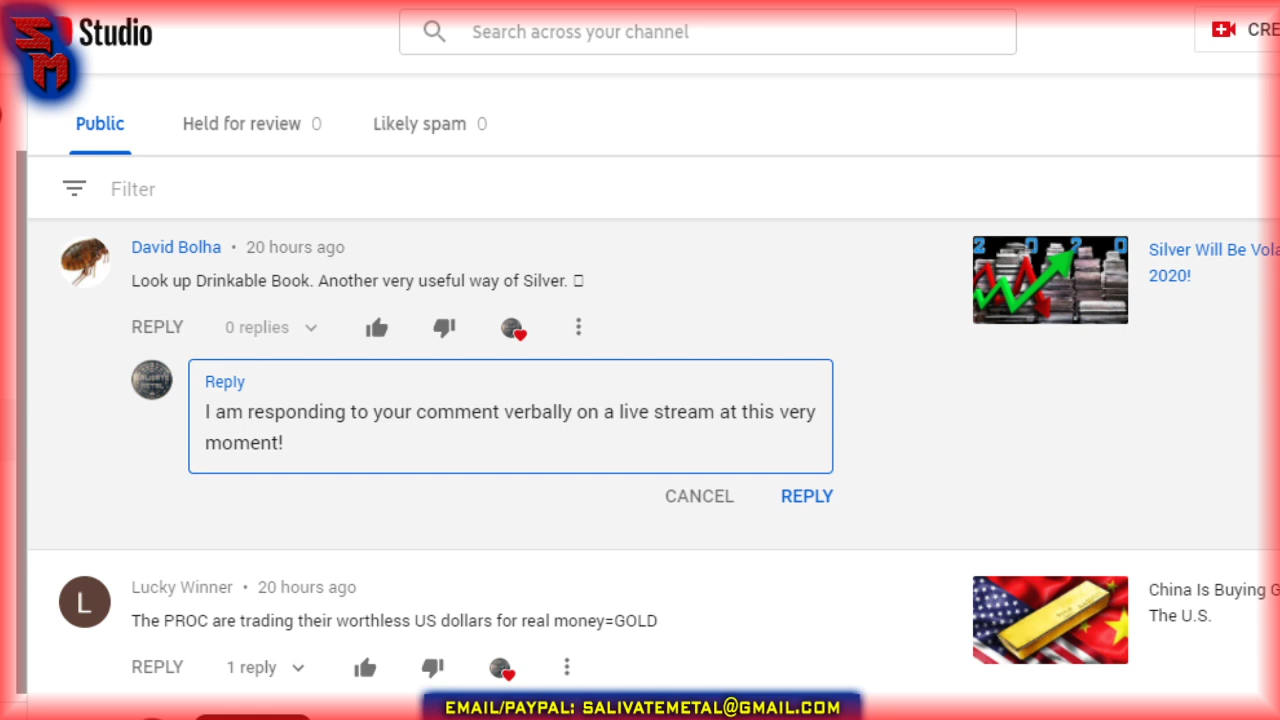 SM Studio
Search across your channel
CRE
Public
Held for review 0
Likely spam 0
Filter
David Bolha • 20 hours ago
Look up Drinkable Book. Another very useful way of Silver. 
REPLY
0 replies
2020
Silver Will Be Vola
2020!
Reply
I am responding to your comment verbally on a live stream at this very
moment!
CANCEL
REPLY
L
Lucky Winner • 20 hours ago
The PROC are trading their worthless US dollars for real money=GOLD
REPLY
1 reply
China Is Buying G
The U.S.
EMAIL/PAYPAL: SALIVATEMETAL@GMAIL.COM